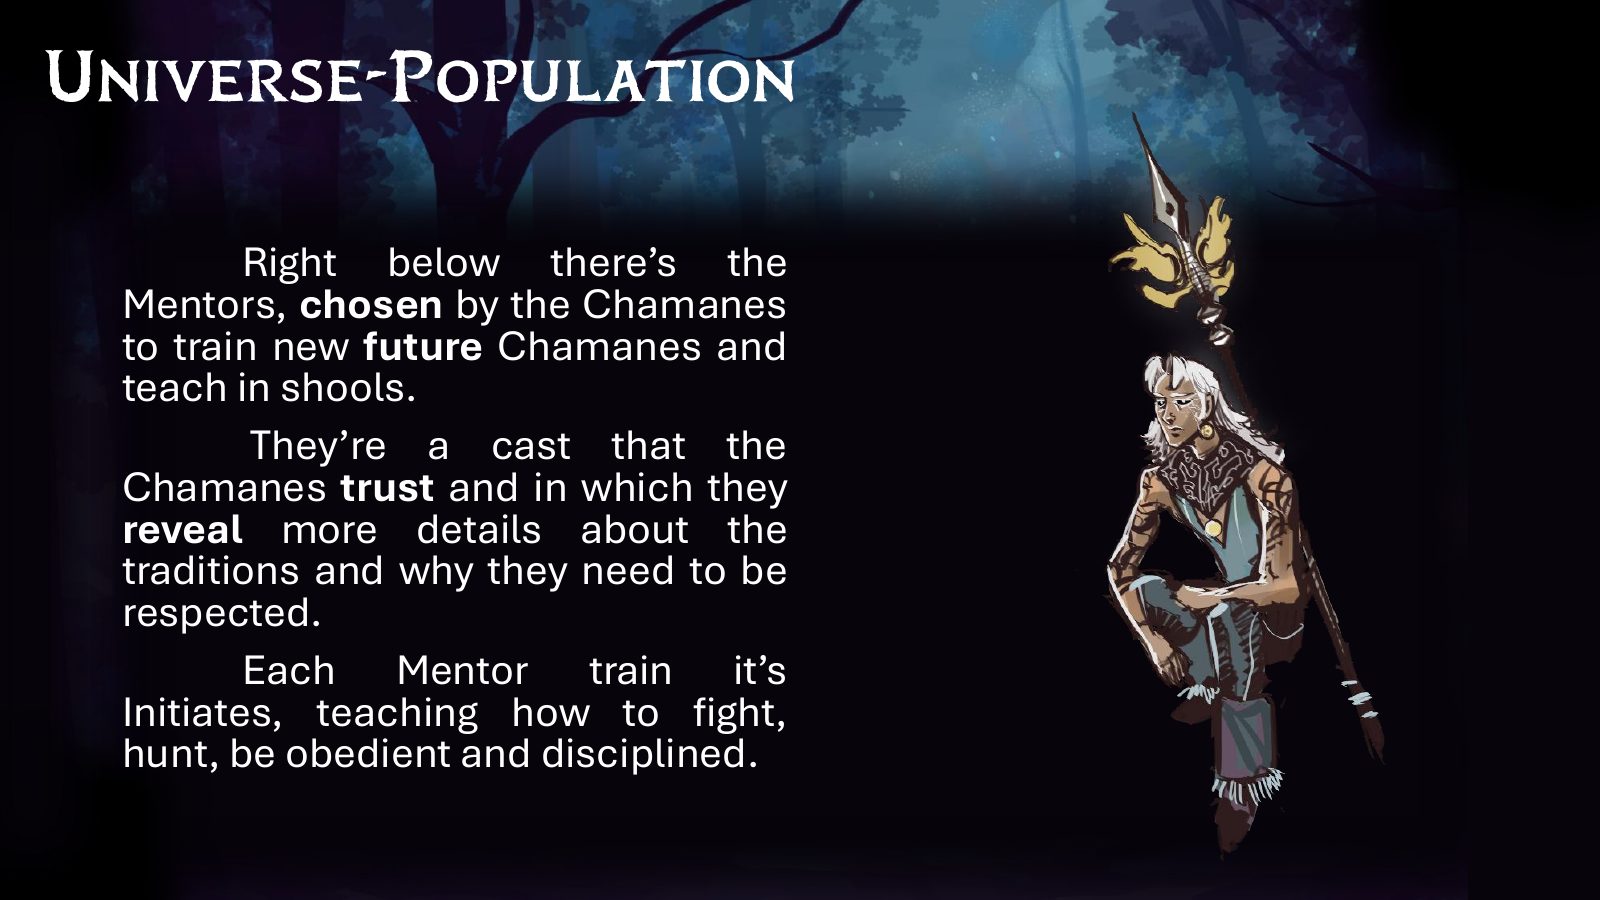 Universe-Population
Right below there’s the
Mentors, chosen by the Chamanes
to train new future Chamanes and
teach in shools.
They’re a cast that the
Chamanes trust and in which they
reveal more details about the
traditions and why they need to be
respected.
Each Mentor train it’s
Initiates, teaching how to fight,
hunt, be obedient and disciplined.